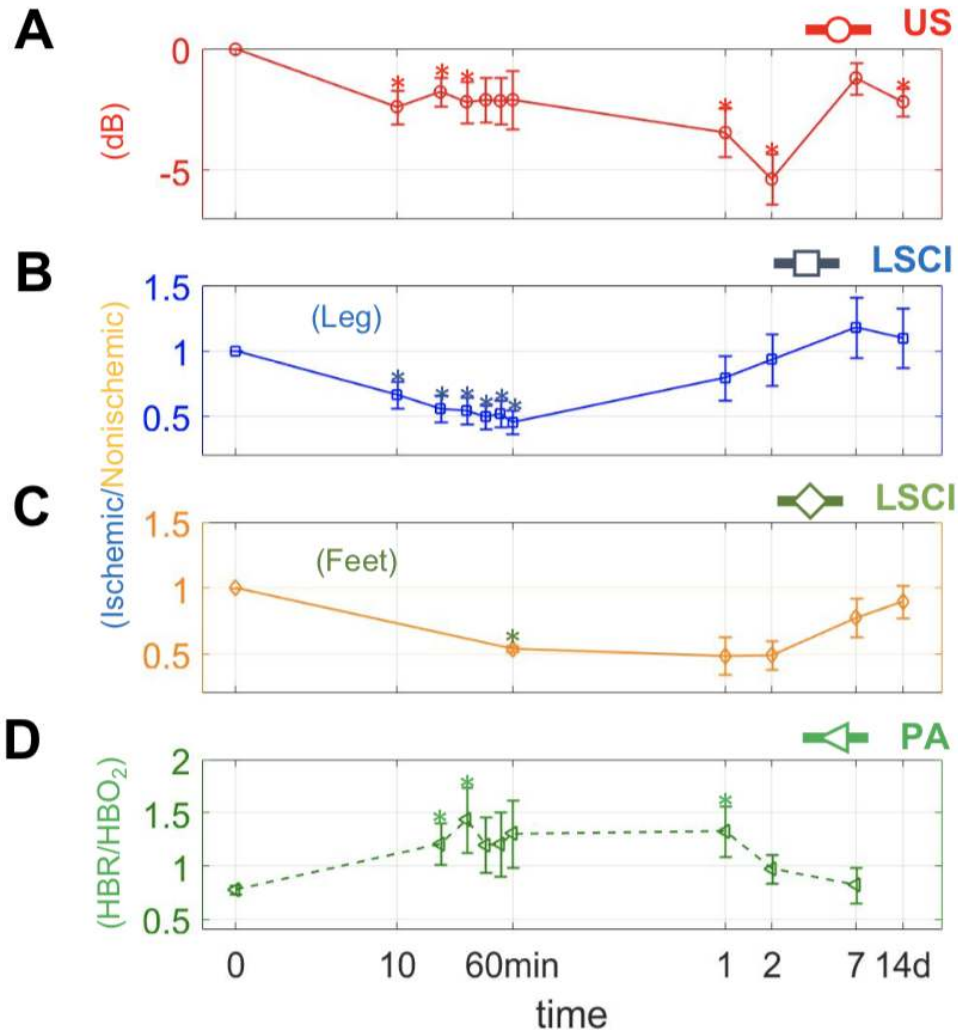 A
US
0
-5
(dB)
B
LSCI
(Leg)
1.5
1
0.5
(Ischemic/Nonischemic)
C
LSCI
(Feet)
1.5
1
0.5
D
PA
2
1.5
1
0.5
(HBR/HBO₂)
0 10 60min 1 2 7 14d
time